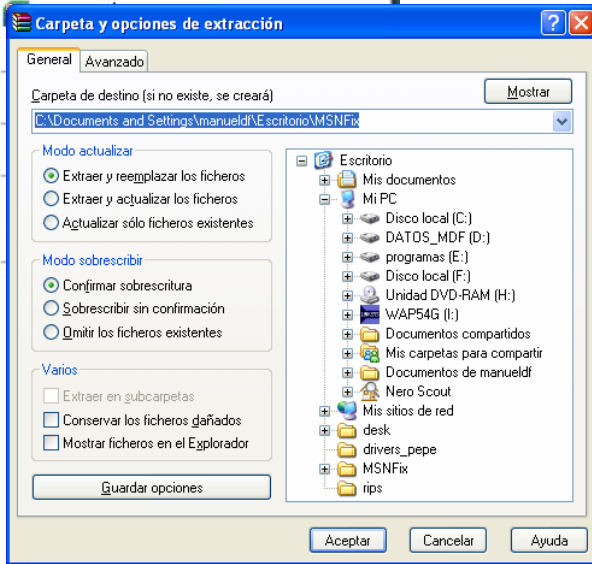 Carpeta y opciones de extracción
General Avanzado
Carpeta de destino (si no existe, se creará)
Mostrar
C:\Documents and Settings\manueldf\Escritorio\MSNFix
Modo actualizar
Extraer y reemplazar los ficheros
Extraer y actualizar los ficheros
Actualizar sólo ficheros existentes
Modo sobrescribir
Confirmar sobrescritura
Sobrescribir sin confirmación
Omitir los ficheros existentes
Varios
Extraer en subcarpetas
Conservar los ficheros dañados
Mostrar ficheros en el Explorador
Guardar opciones
Escritorio
Mis documentos
Mi PC
Disco local (C:)
DATOS_MDF (D:)
programas (E:)
Disco local (F:)
Unidad DVD-RAM (H:)
WAP54G (I:)
Documentos compartidos
Mis carpetas para compartir
Documentos de manueldf
Nero Scout
Mis sitios de red
desk
drivers_pepe
MSNFix
rips
Aceptar Cancelar Ayuda